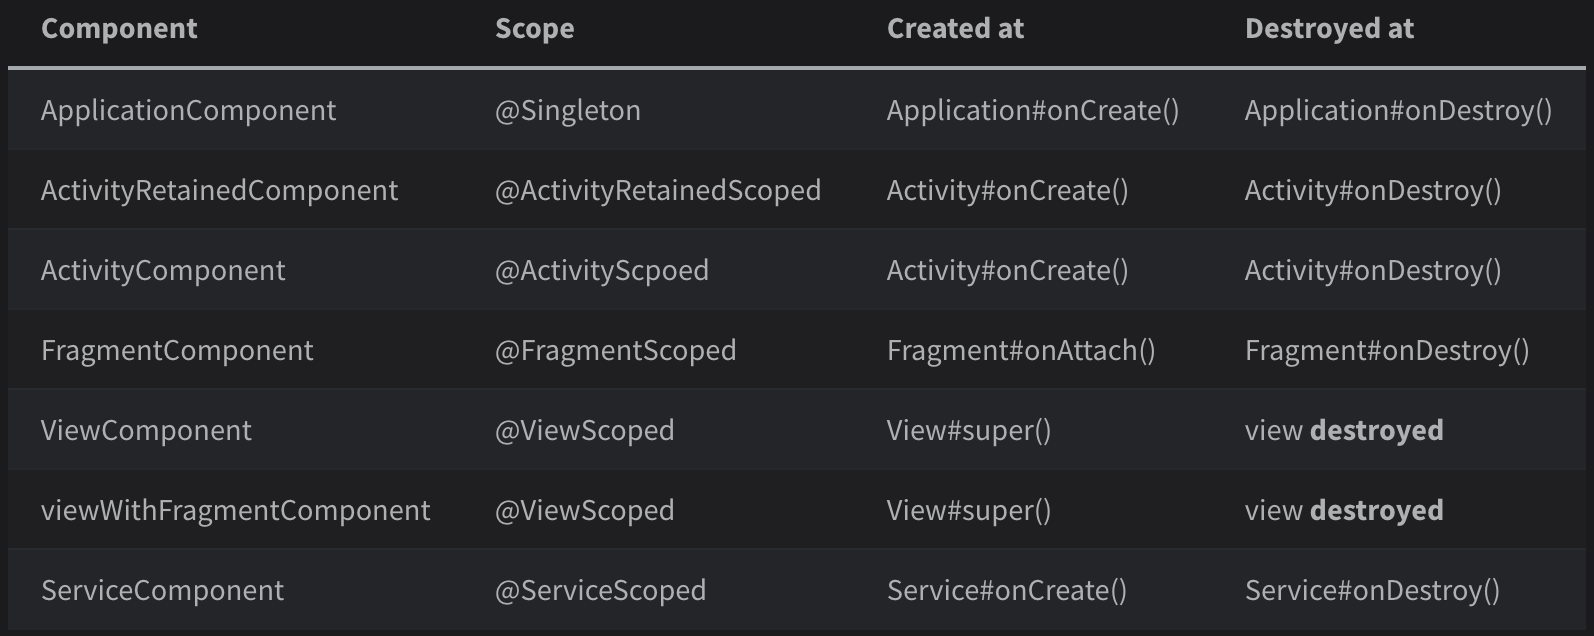 Component Scope Created at Destroyed at
ApplicationComponent @Singleton Application#onCreate() Application#onDestroy()
ActivityRetainedComponent @ActivityRetainedScoped Activity#onCreate() Activity#onDestroy()
ActivityComponent @ActivityScpoed Activity#onCreate() Activity#onDestroy()
FragmentComponent @FragmentScoped Fragment#onAttach() Fragment#onDestroy()
ViewComponent @ViewScoped View#super() view destroyed
viewWithFragmentComponent @ViewScoped View#super() view destroyed
ServiceComponent @ServiceScoped Service#onCreate() Service#onDestroy()